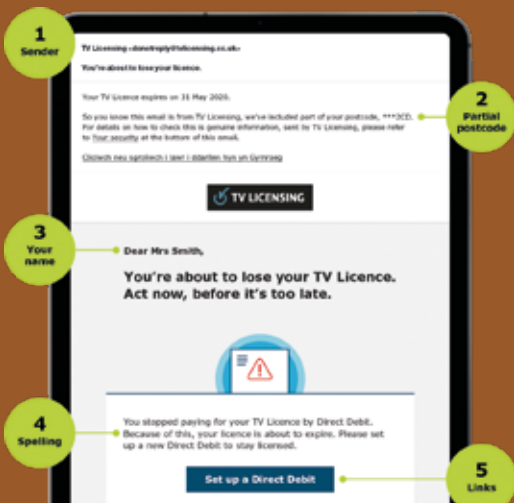 1
Sender
TV Licensing <donotreply@tvlicensing.co.uk>
You're about to lose your licence.
Your TV Licence expires on 31 May 2020.
So you know this email is from TV Licensing, we've included part of your postcode, ***2CD.
For details on how to check this is genuine information, sent by TV Licensing, please refer
to Your security at the bottom of this email.
Cliciwch neu sgroliwch i lawr i ddarllen hyn yn Gymraeg
2
Partial
postcode
TV LICENSING
3
Your
name
Dear Mrs Smith,
You're about to lose your TV Licence.
Act now, before it's too late.
4
Spelling
You stopped paying for your TV Licence by Direct Debit.
Because of this, your licence is about to expire. Please set
up a new Direct Debit to stay licensed.
Set up a Direct Debit
5
Links